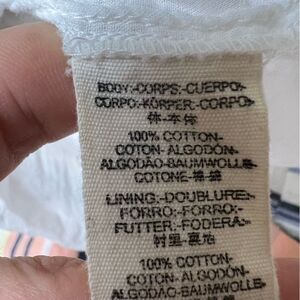 BODY-CORPS-CUERPO-
CORPO-KÖRPER-CORPO-
体-本体
100% COTTON-
COTON-ALGODÓN-
ALGODÃO-BAUMWOLLE-
COTONE-棉-綿
LINING-DOUBLURE-
FORRO-FORRO-
FUTTER-FODERA-
衬里-裏地
100% COTTON-
COTON-ALGODÓN-
ALGODÃO-BAUMWOLLE-